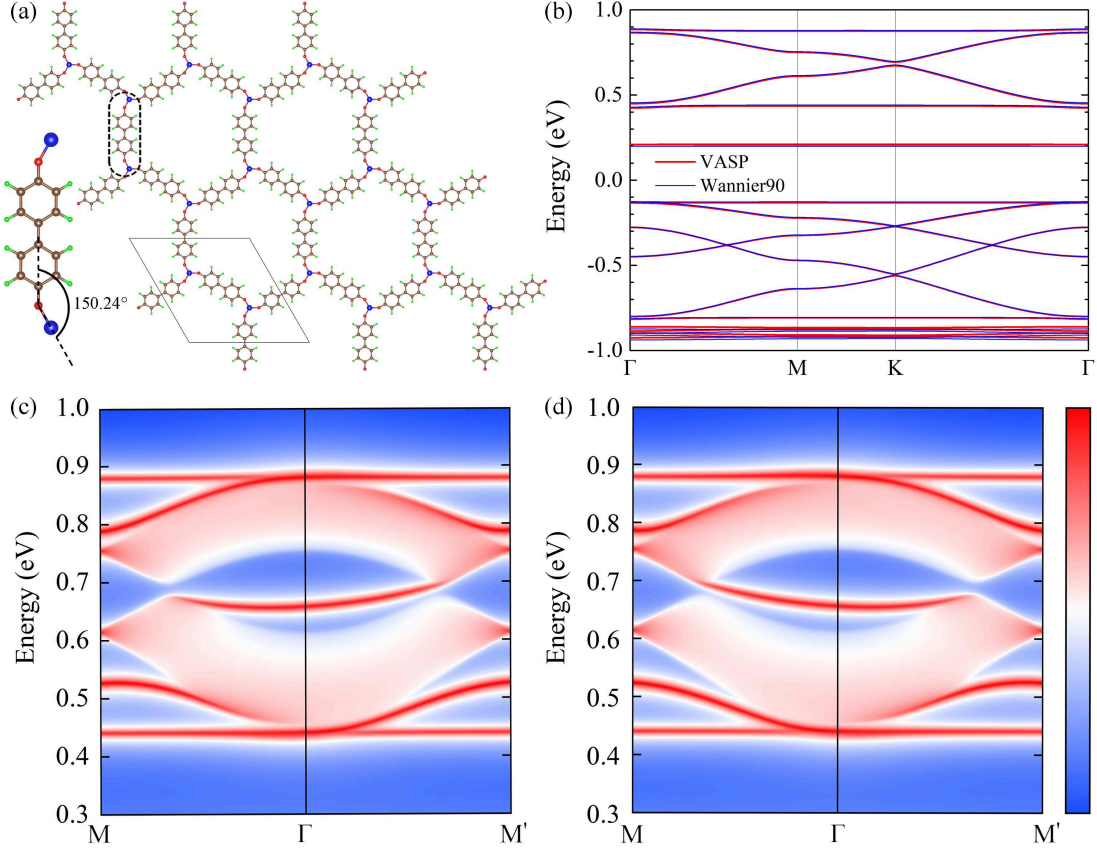 (a)
150.24°
(b)
Energy (eV)
1.0
0.5
0.0
-0.5
-1.0
VASP
Wannier90
Γ
M
K
Γ
(c)
Energy (eV)
1.0
0.9
0.8
0.7
0.6
0.5
0.4
0.3
M
Γ
M'
(d)
Energy (eV)
1.0
0.9
0.8
0.7
0.6
0.5
0.4
0.3
M
Γ
M'